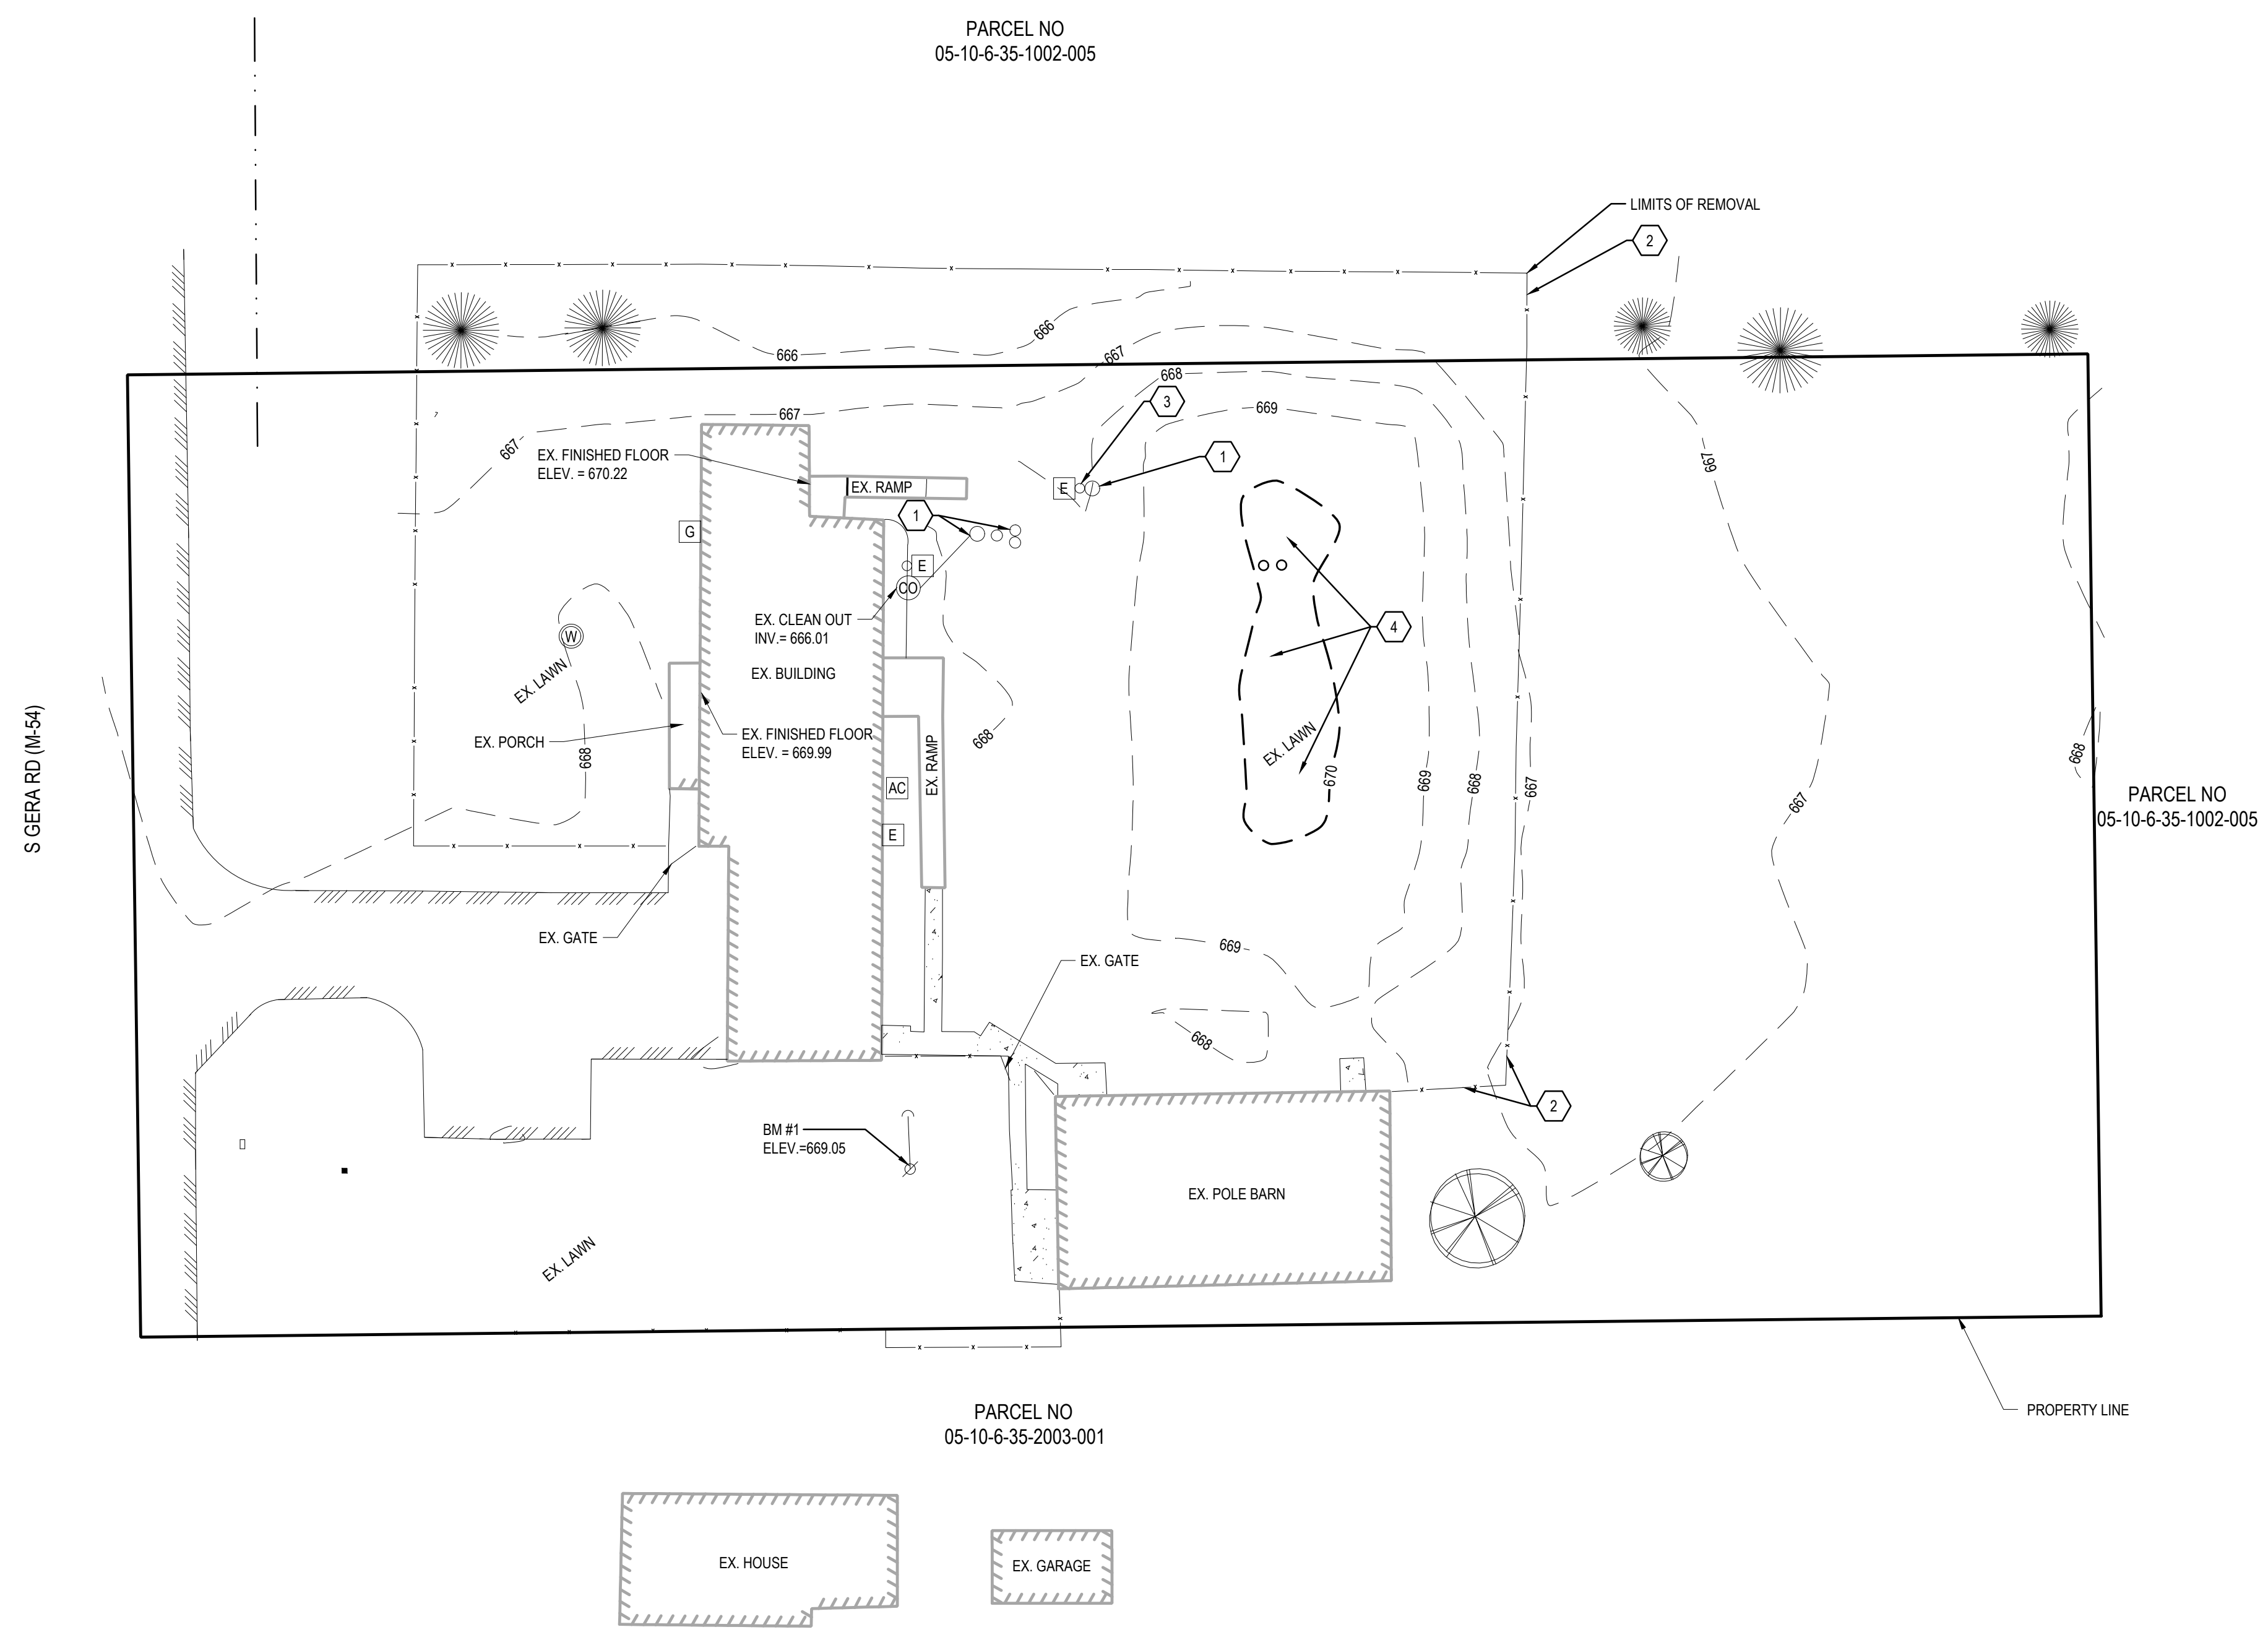 PARCEL NO
05-10-6-35-1002-005
LIMITS OF REMOVAL
2
666
666
667
668
3
669
7
667
667
1
667
EX. FINISHED FLOOR
ELEV. = 670.22
EX. RAMP
E
1
G
E
CO
EX. CLEAN OUT
INV.= 666.01
4
W
EX. LAWN
EX. BUILDING
EX. PORCH
668
EX. FINISHED FLOOR
ELEV. = 669.99
668
EX. LAWN
EX. RAMP
AC
E
670
669
668
667
667
668
S GERA RD (M-54)
PARCEL NO
05-10-6-35-1002-005
EX. GATE
669
EX. GATE
668
2
BM #1
ELEV.=669.05
EX. POLE BARN
EX. LAWN
PARCEL NO
05-10-6-35-2003-001
PROPERTY LINE
EX. HOUSE
EX. GARAGE